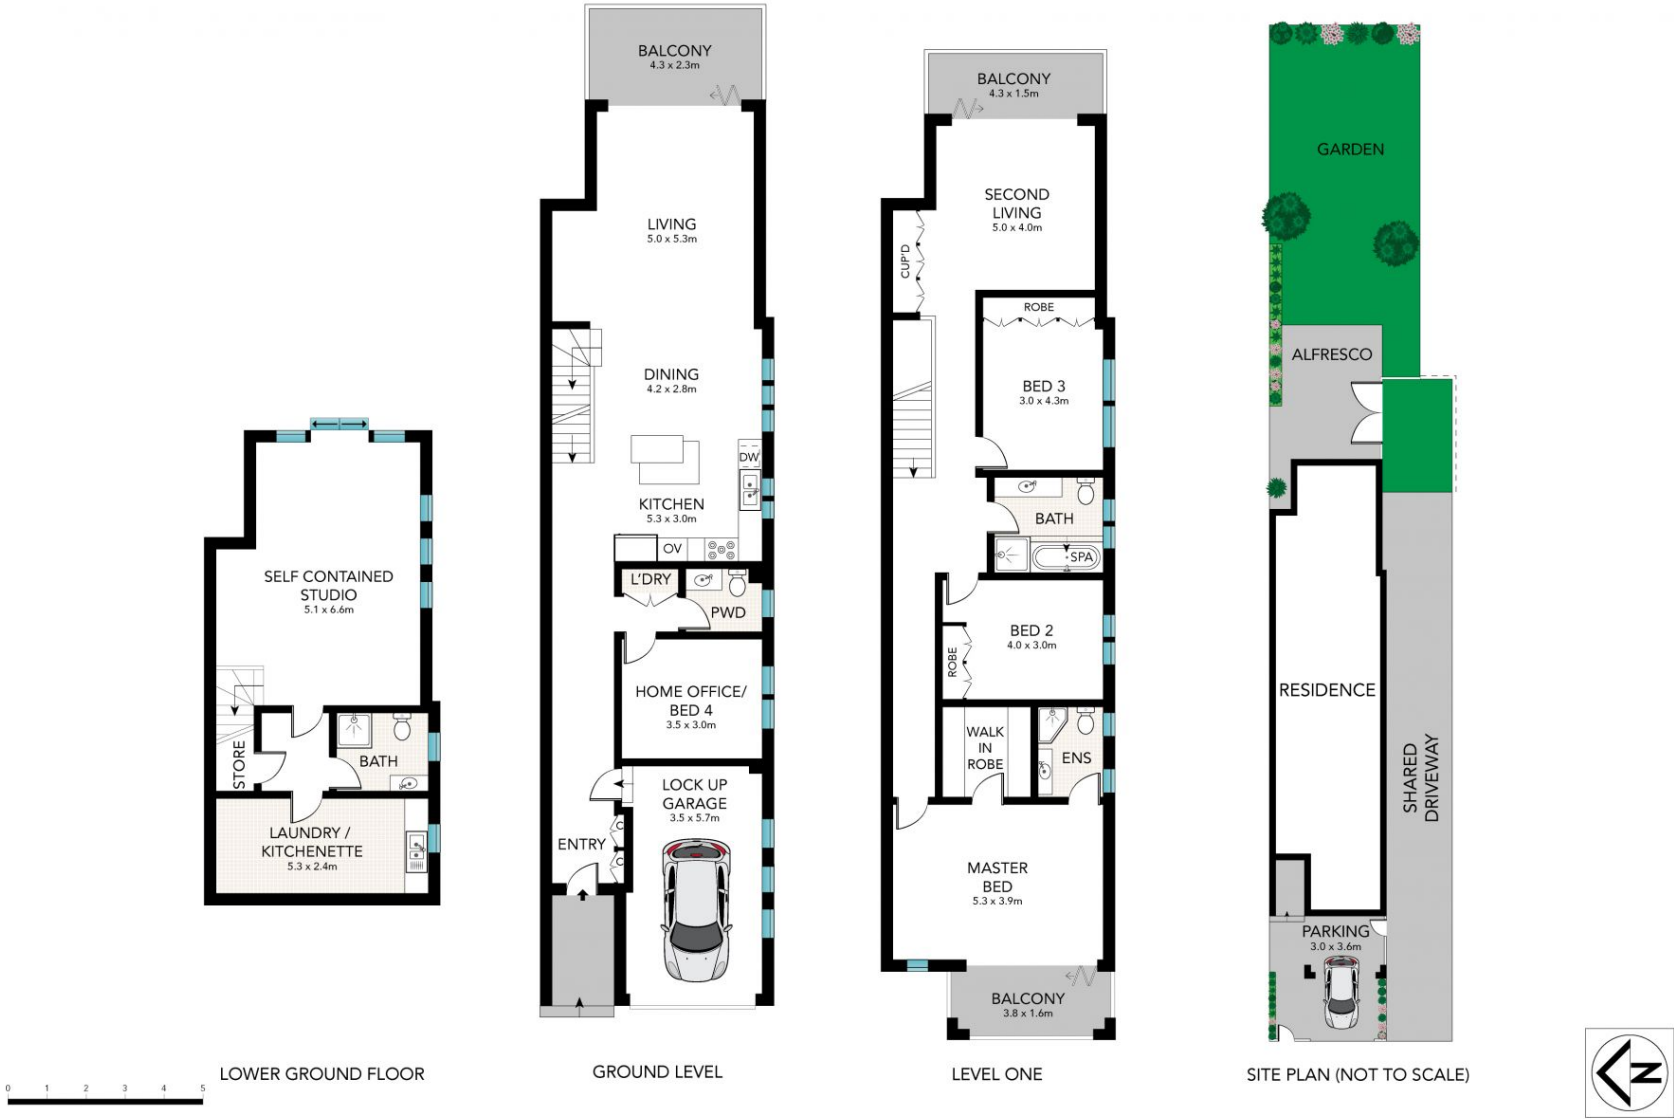 SELF CONTAINED
STUDIO
5.1 x 6.6m
STORE
BATH
LAUNDRY /
KITCHENETTE
5.3 x 2.4m
LOWER GROUND FLOOR
0 1 2 3 4 5
BALCONY
4.3 x 2.3m
LIVING
5.0 x 5.3m
DINING
4.2 x 2.8m
DW
KITCHEN
5.3 x 3.0m
OV
L'DRY
PWD
HOME OFFICE/
BED 4
3.5 x 3.0m
LOCK UP
GARAGE
3.5 x 5.7m
ENTRY
GROUND LEVEL
BALCONY
4.3 x 1.5m
SECOND
LIVING
5.0 x 4.0m
CUP'D
ROBE
BED 3
3.0 x 4.3m
BATH
SPA
BED 2
4.0 x 3.0m
ROBE
WALK
IN
ROBE
ENS
MASTER
BED
5.3 x 3.9m
BALCONY
3.8 x 1.6m
LEVEL ONE
GARDEN
ALFRESCO
RESIDENCE
SHARED
DRIVEWAY
PARKING
3.0 x 3.6m
SITE PLAN (NOT TO SCALE)
N